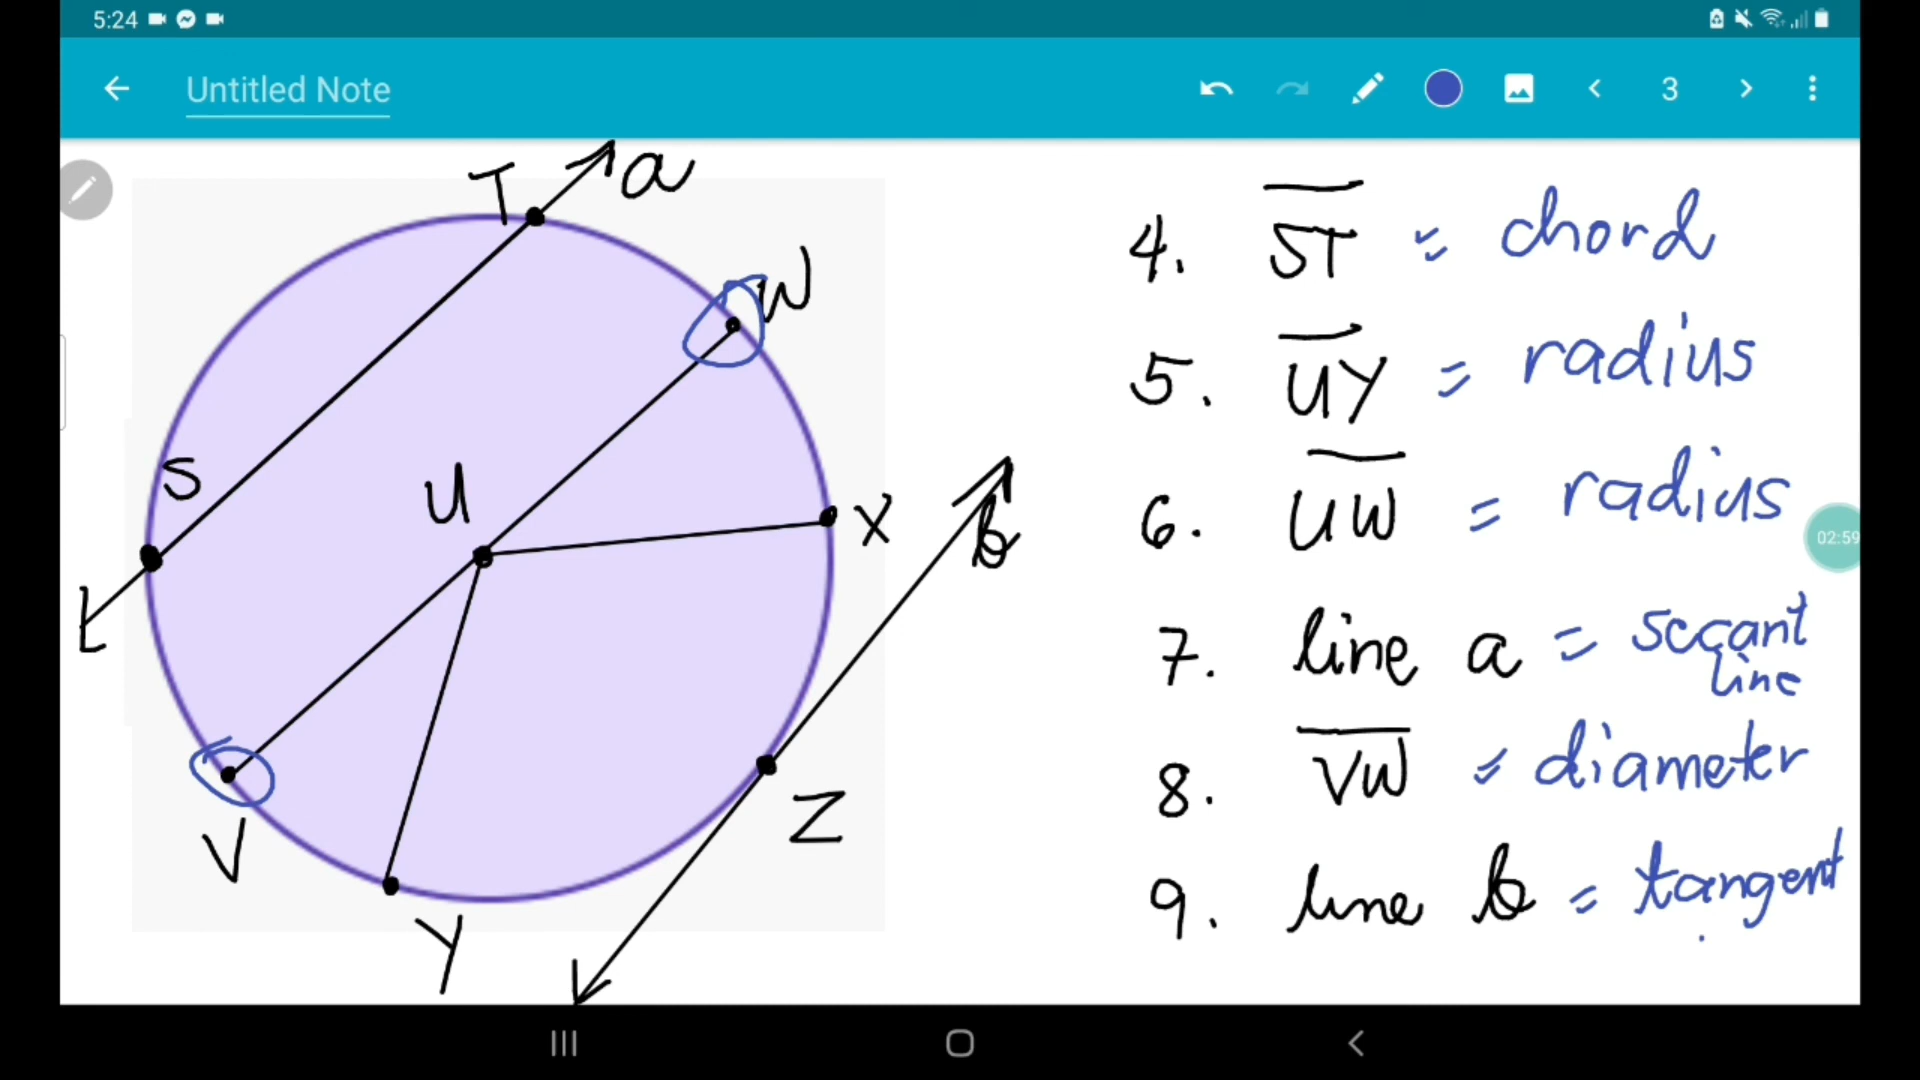 5:24
Untitled Note
3
T
a
W
S
U
X
b
V
Z
Y
4. ST = chord
5. UY = radius
6. UW = radius
02:59
7. line a = secant
line
8. VW = diameter
9. line b = tangent